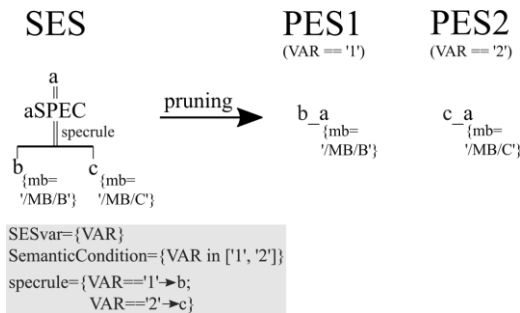 SES
PES1
PES2
(VAR == '1')
(VAR == '2')
a
aSPEC
specrule
pruning
b_a
{mb=
'/MB/B'}
c_a
{mb=
'/MB/C'}
b
{mb=
'/MB/B'}
c
{mb=
'/MB/C'}
SESvar={VAR}
SemanticCondition={VAR in ['1', '2']}
specrule={VAR=='1'→b;
VAR=='2'→c}